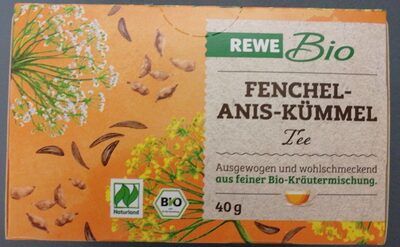 REWE Bio
FENCHEL-
ANIS-KÜMMEL
Tee
Ausgewogen und wohlschmeckend
aus feiner Bio-Kräutermischung.
40 g
Naturland
BIO